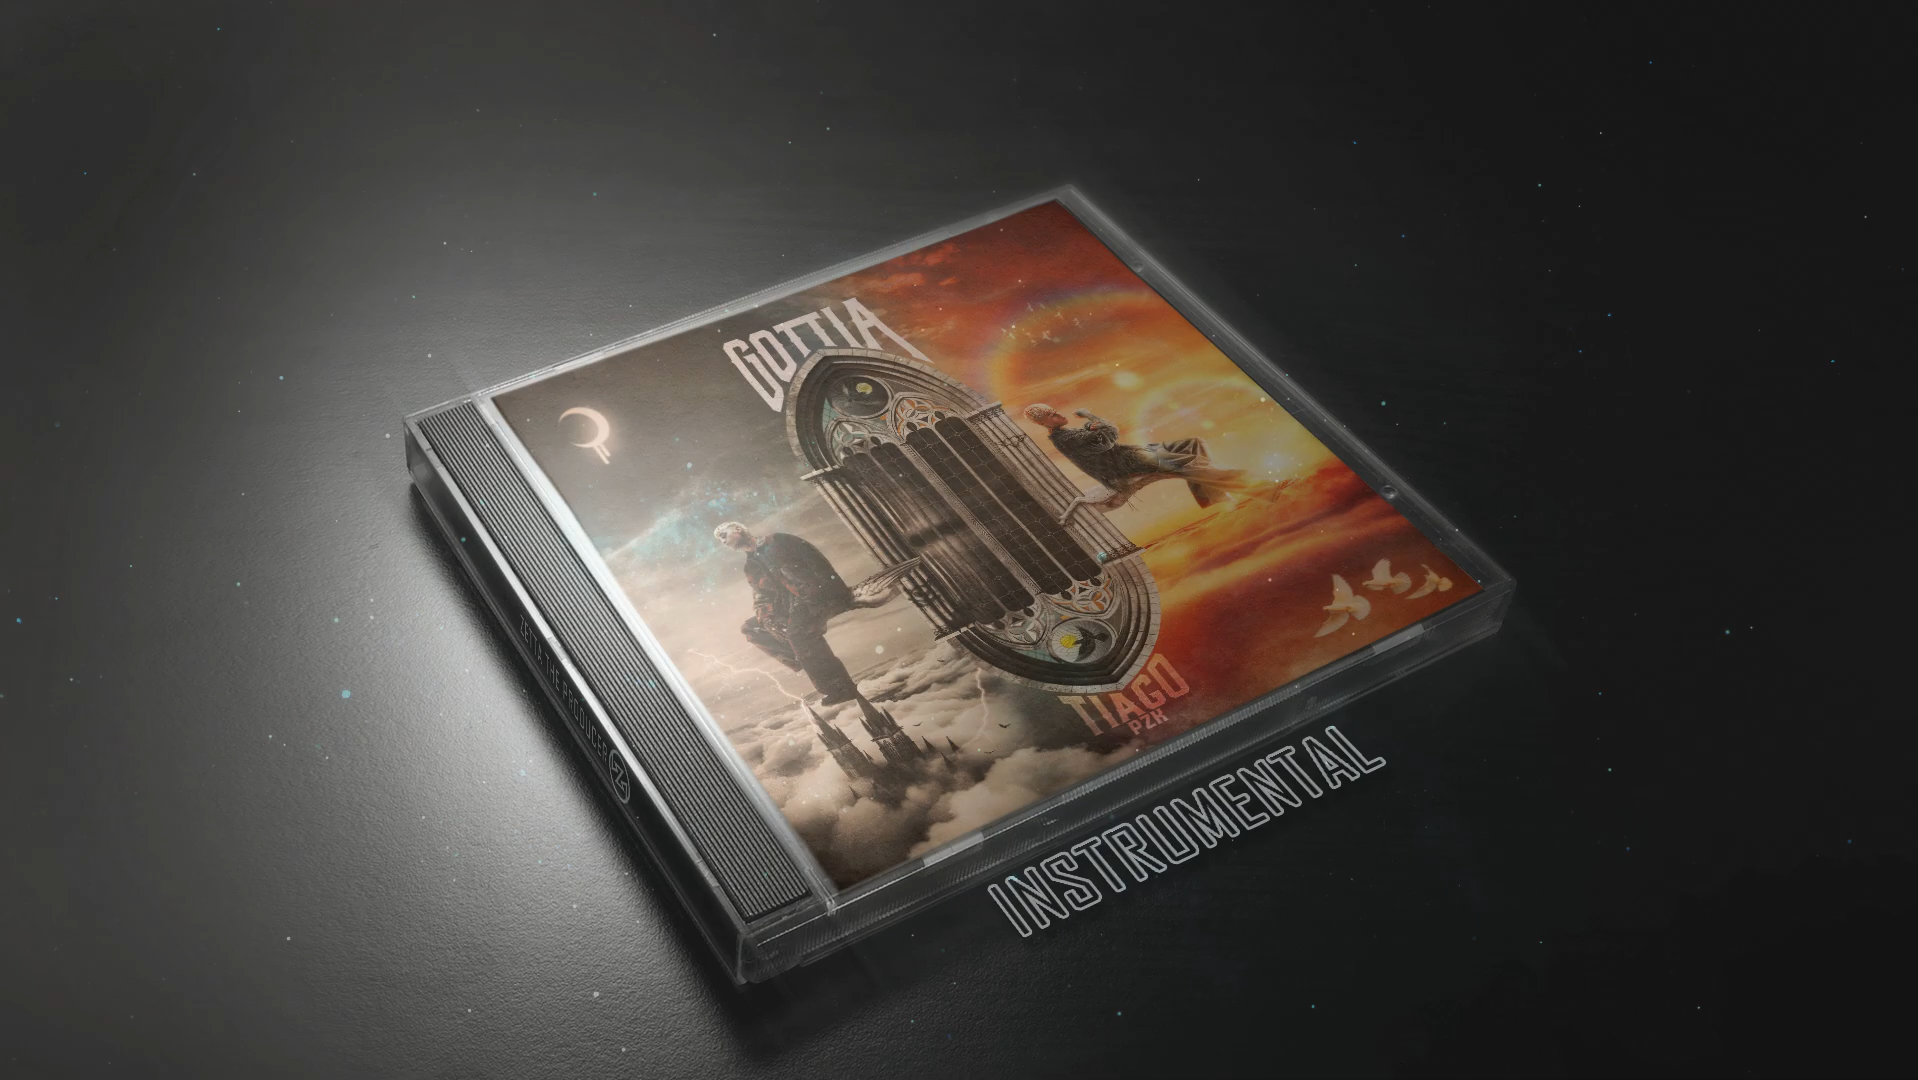 GOTTIA
TIAGO
PZK
ZETTA THE PRODUCER
INSTRUMENTAL